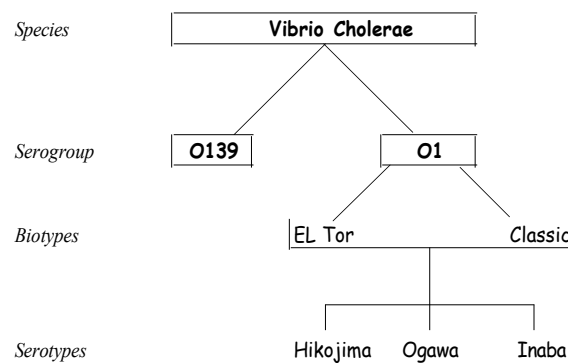 Species Vibrio Cholerae
Serogroup O139 O1
Biotypes EL Tor Classic
Serotypes Hikojima Ogawa Inaba